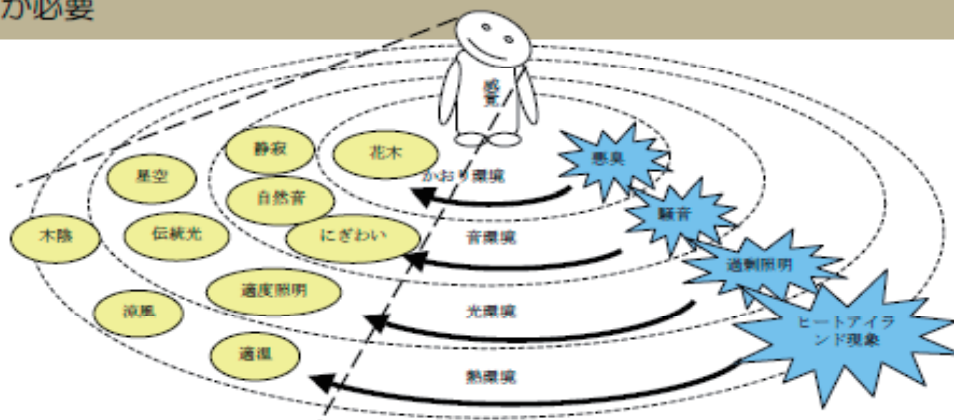 が必要
感覚
静寂
花木
悪臭
星空
かおり環境
自然音
騒音
木陰
伝統光
にぎわい
音環境
過剰照明
適度照明
涼風
光環境
ヒートアイラ
ンド現象
適温
熱環境